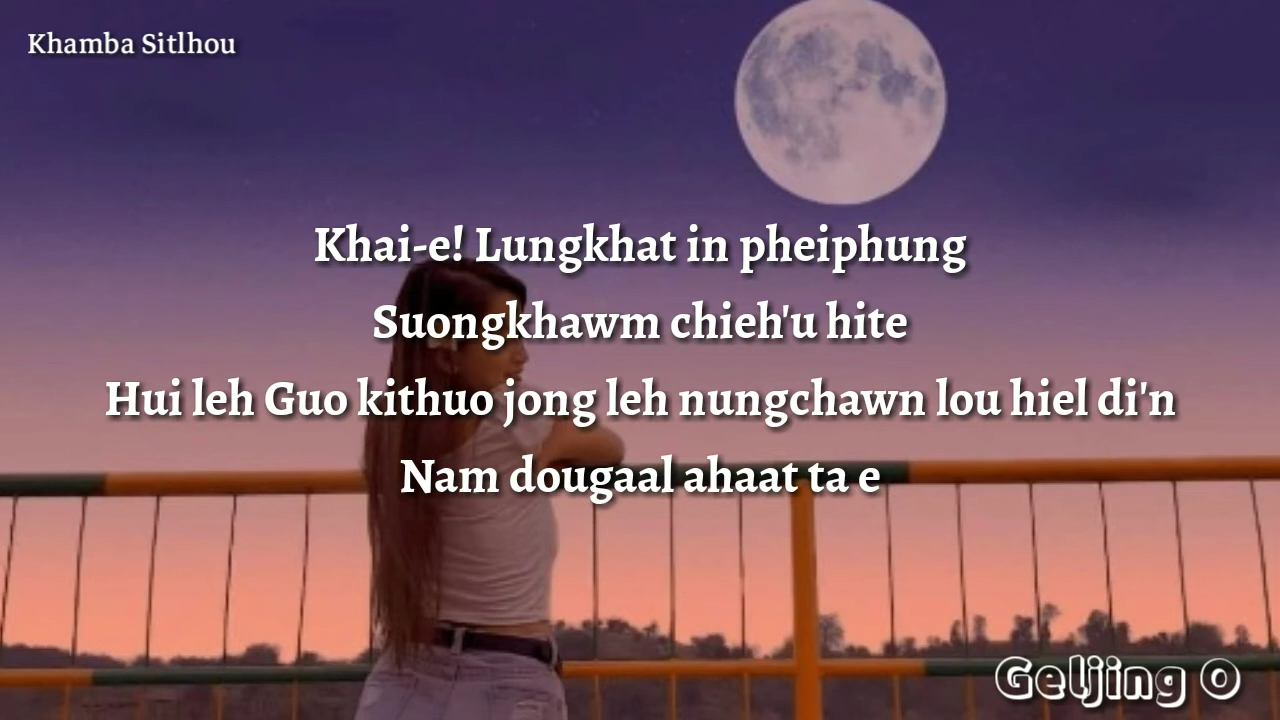 Khamba Sitlhou
Khai-e! Lungkhat in pheiphung
Suongkhawm chieh'u hite
Hui leh Guo kithuo jong leh nungchawn lou hiel di'n
Nam dougaal ahaat ta e
Geljing O